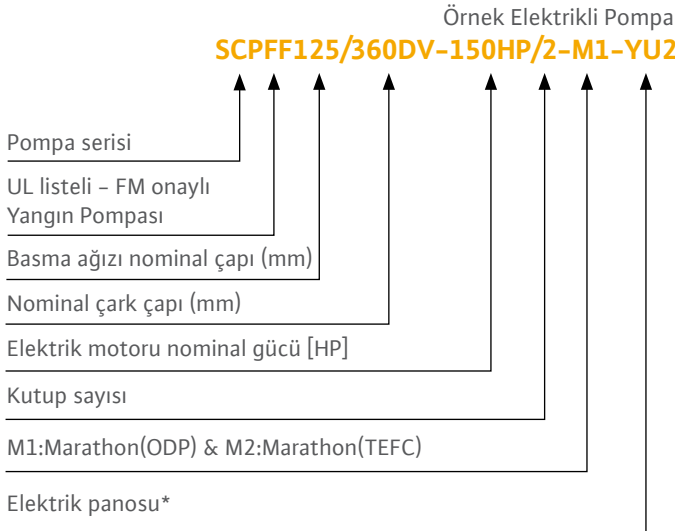 Örnek Elektrikli Pompa
SCPFF125/360DV–150HP/2–M1–YU2
Pompa serisi
UL listeli – FM onaylı
Yangın Pompası
Basma ağızı nominal çapı (mm)
Nominal çark çapı (mm)
Elektrik motoru nominal gücü [HP]
Kutup sayısı
M1:Marathon(ODP) & M2:Marathon(TEFC)
Elektrik panosu*